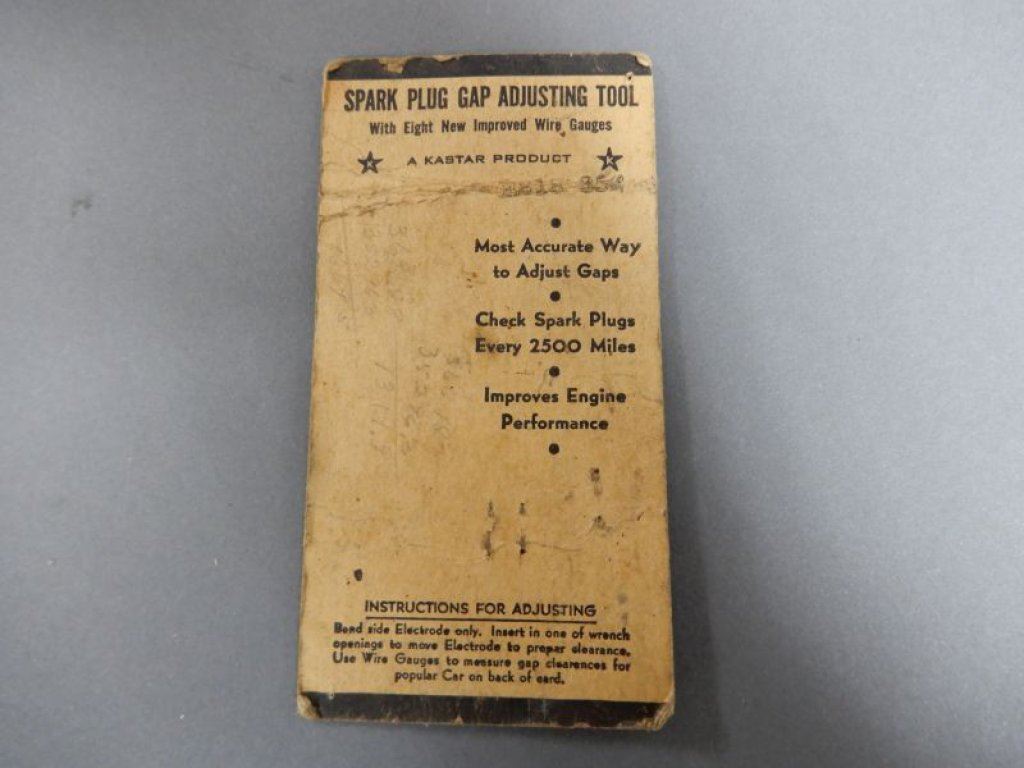 SPARK PLUG GAP ADJUSTING TOOL
With Eight New Improved Wire Gauges
K A KASTAR PRODUCT K
Most Accurate Way
to Adjust Gaps
Check Spark Plugs
Every 2500 Miles
Improves Engine
Performance
INSTRUCTIONS FOR ADJUSTING
Bend side Electrode only. Insert in one of wrench
openings to move Electrode to proper clearance.
Use Wire Gauges to measure gap clearences for
popular Car on back of card.